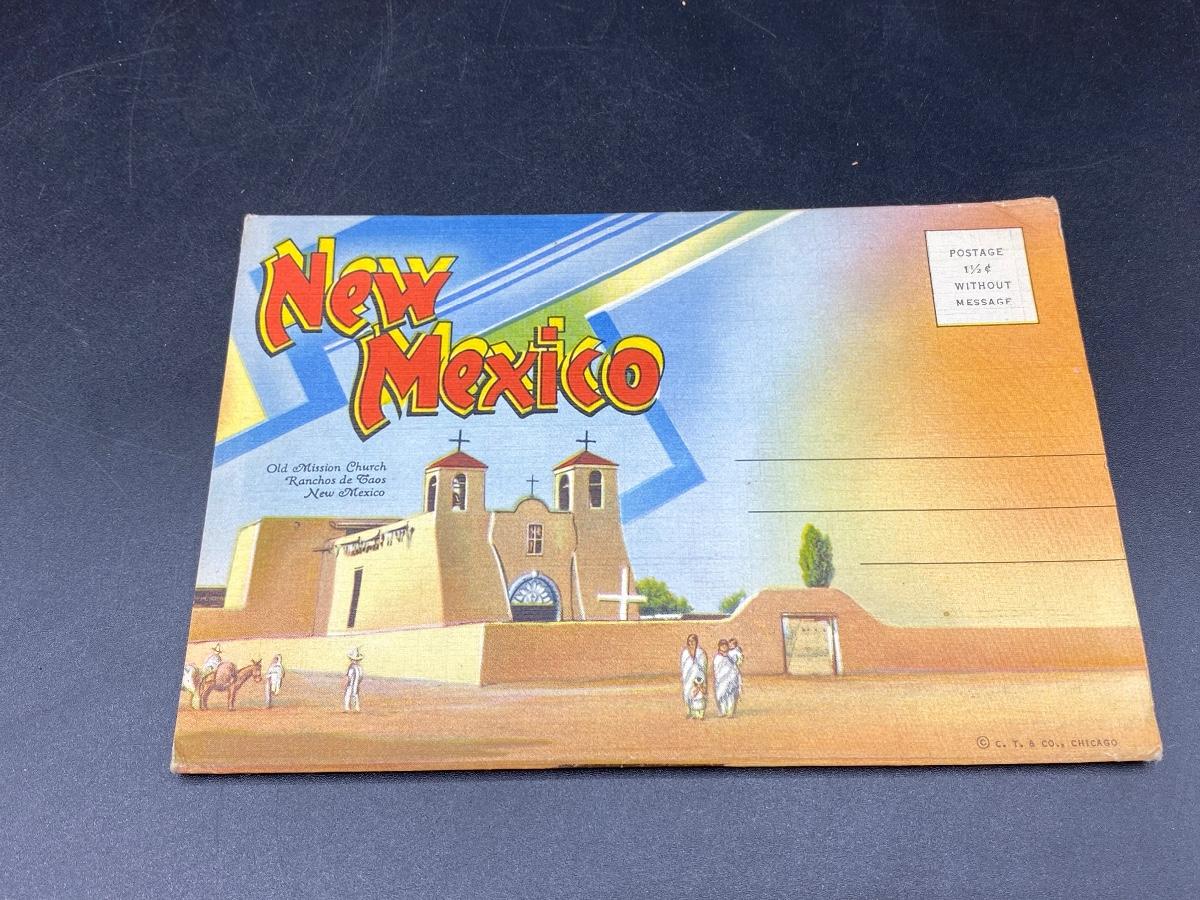 New
Mexico
Old Mission Church
Ranchos de Taos
New Mexico
POSTAGE
1½ ¢
WITHOUT
MESSAGE
© C. T. & CO., CHICAGO